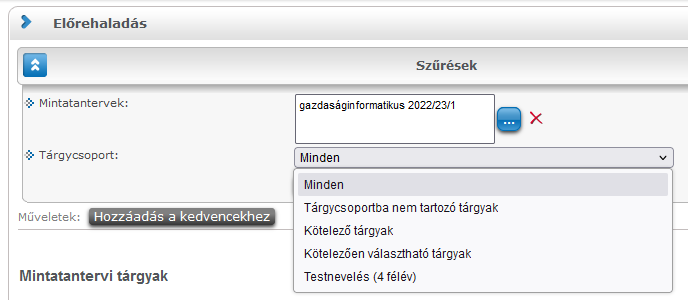 Előrehaladás
Szűrések
Mintatantervek:
gazdaságinformatikus 2022/23/1
...
Tárgycsoport:
Minden
Minden
Tárgycsoportba nem tartozó tárgyak
Kötelező tárgyak
Kötelezően választható tárgyak
Testnevelés (4 félév)
Műveletek: Hozzáadás a kedvencekhez
Mintatantervi tárgyak